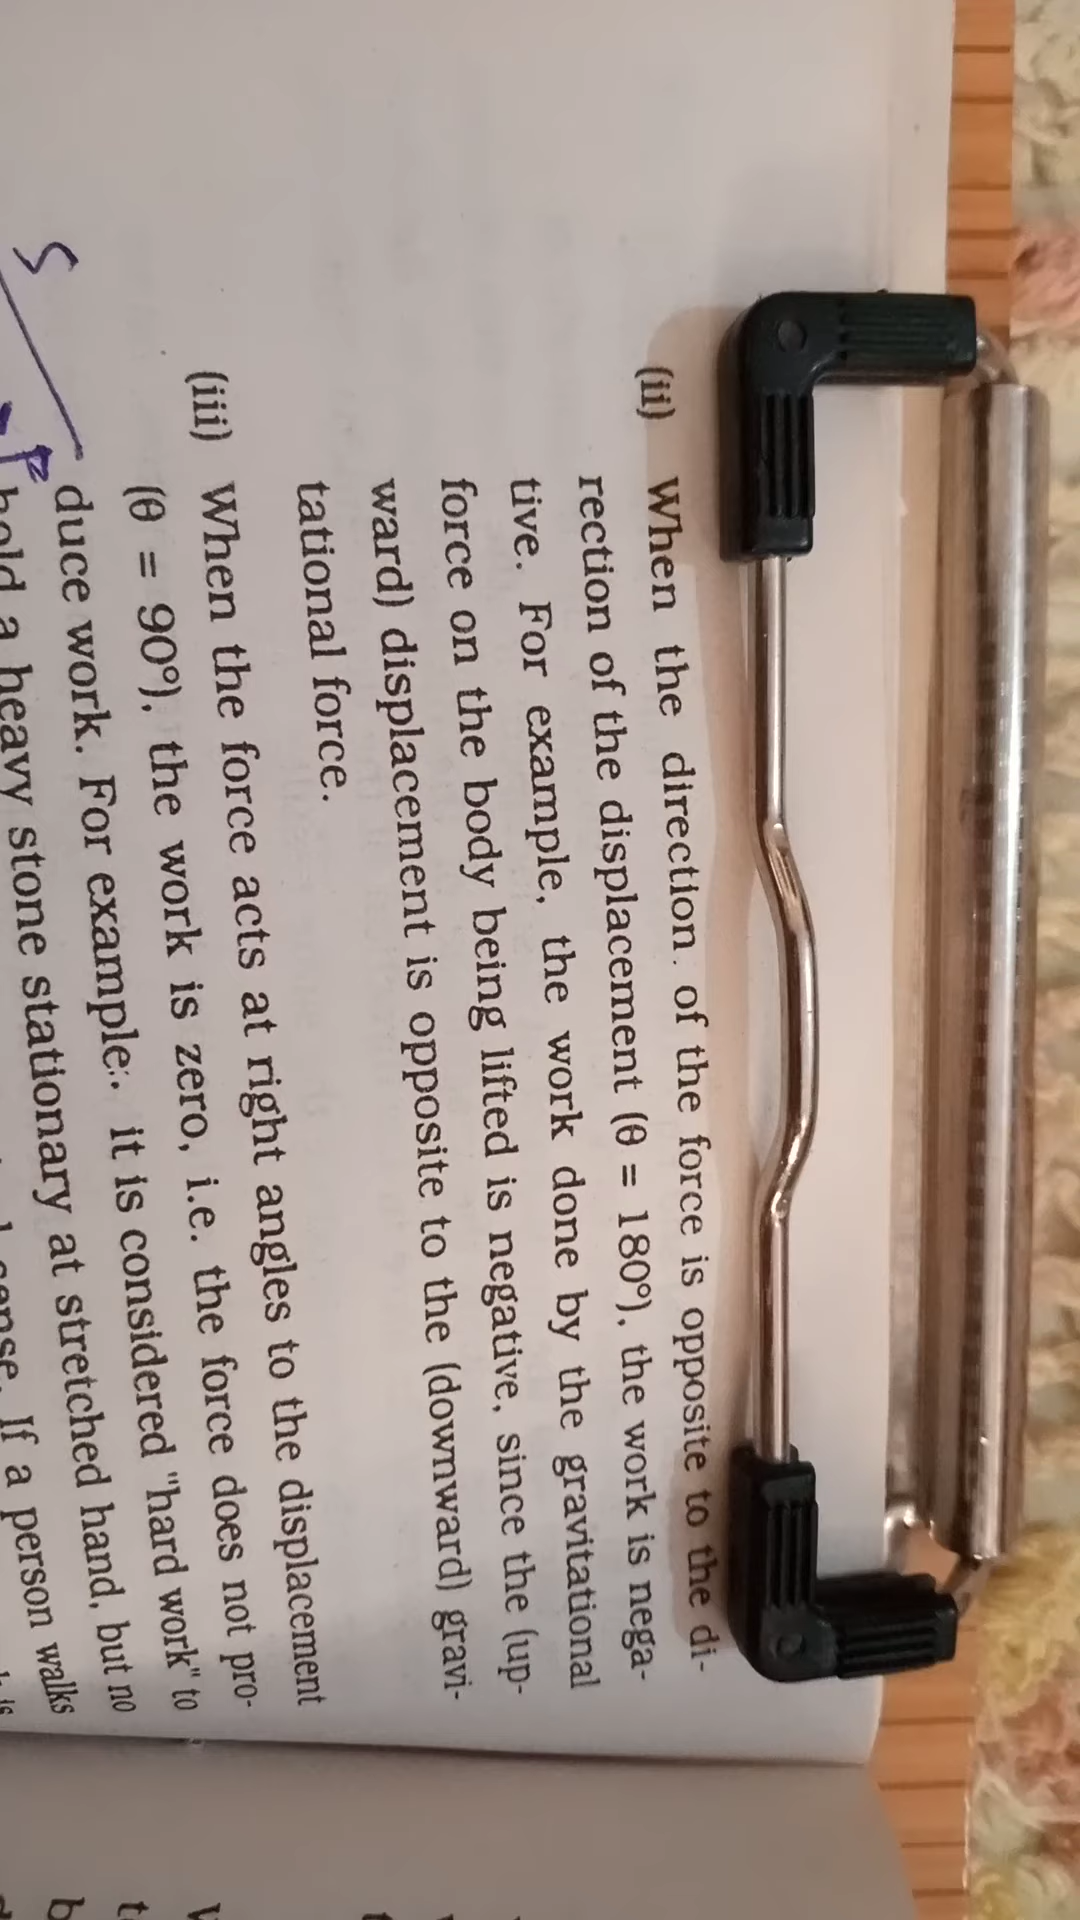 (ii) When the direction of the force is opposite to the di-
rection of the displacement (θ = 180°), the work is nega-
tive. For example, the work done by the gravitational
force on the body being lifted is negative, since the (up-
ward) displacement is opposite to the (downward) gravi-
tational force.
(iii) When the force acts at right angles to the displacement
(θ = 90°), the work is zero, i.e. the force does not pro-
duce work. For example: it is considered "hard work" to
hold a heavy stone stationary at stretched hand, but no
sense. If a person walks
is
S